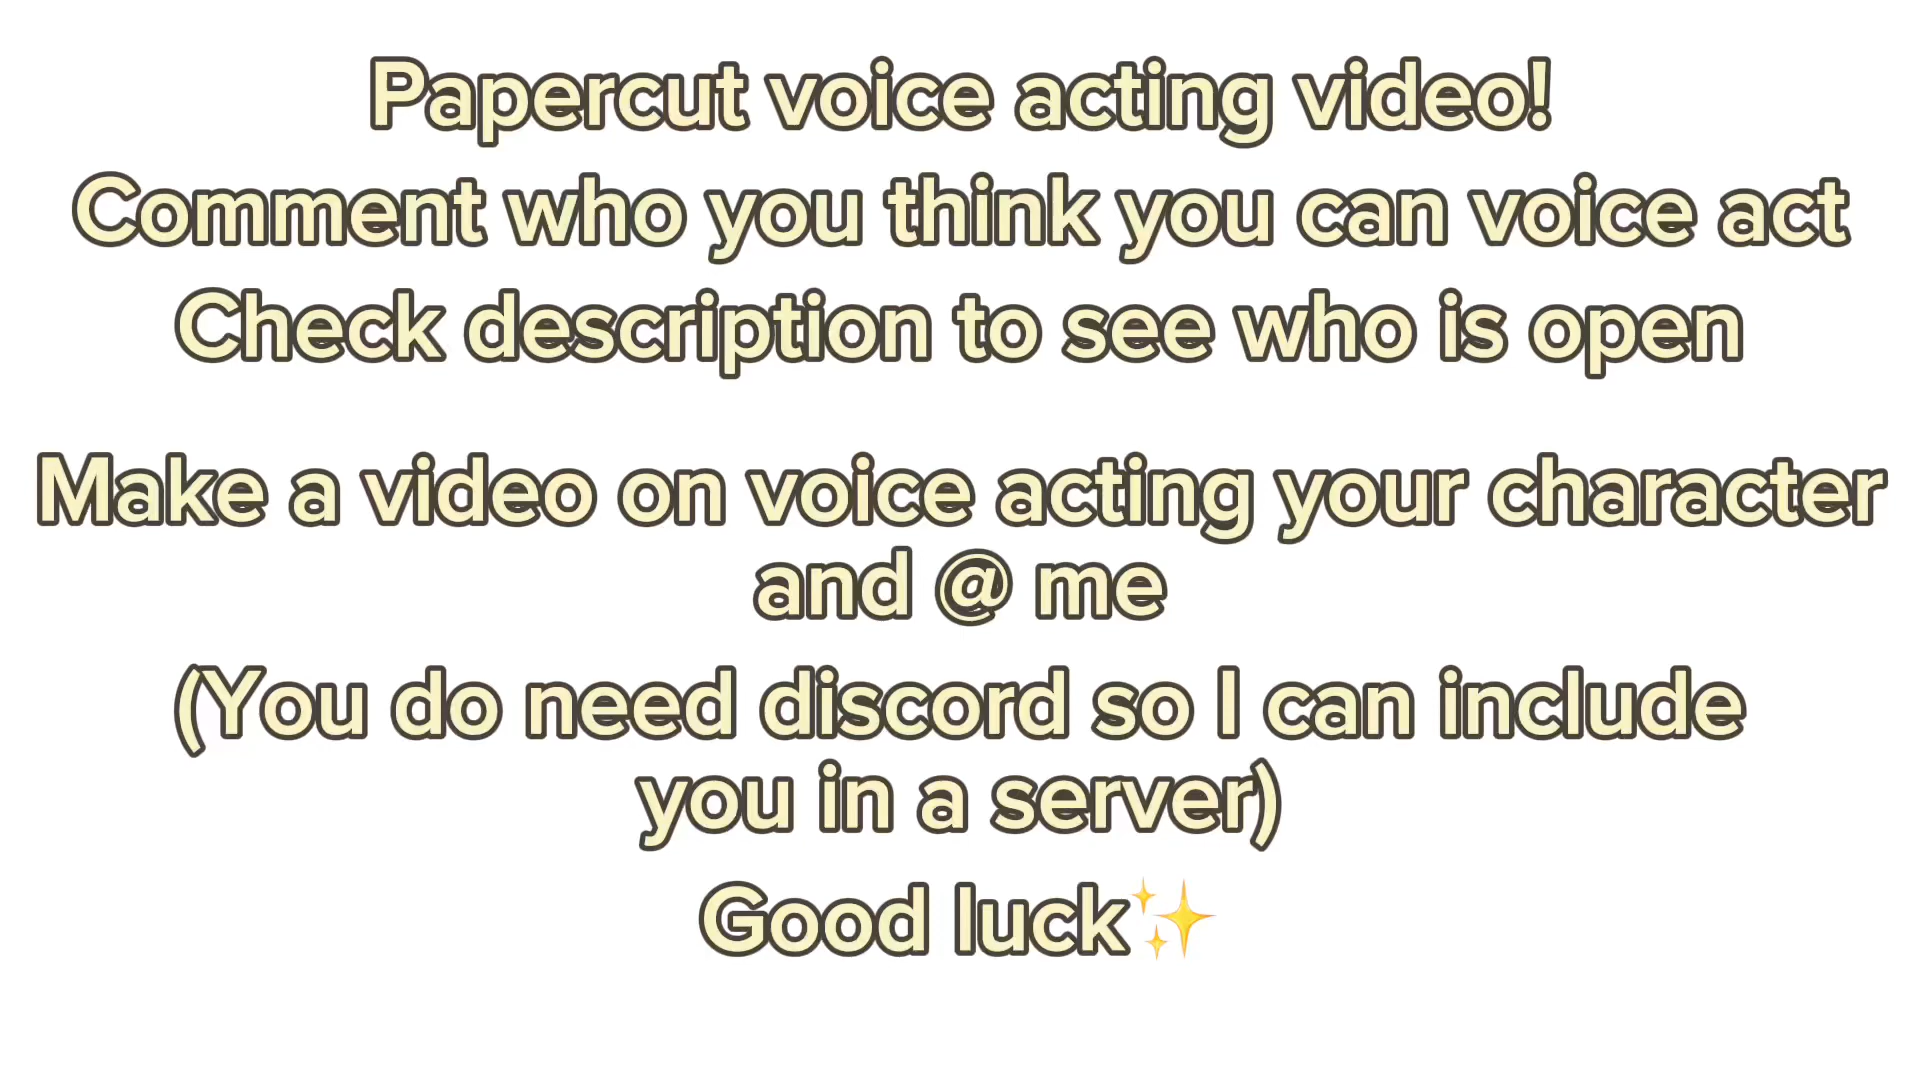 Papercut voice acting video!
Comment who you think you can voice act
Check description to see who is open
Make a video on voice acting your character
and @ me
(You do need discord so I can include
you in a server)
Good luck✨